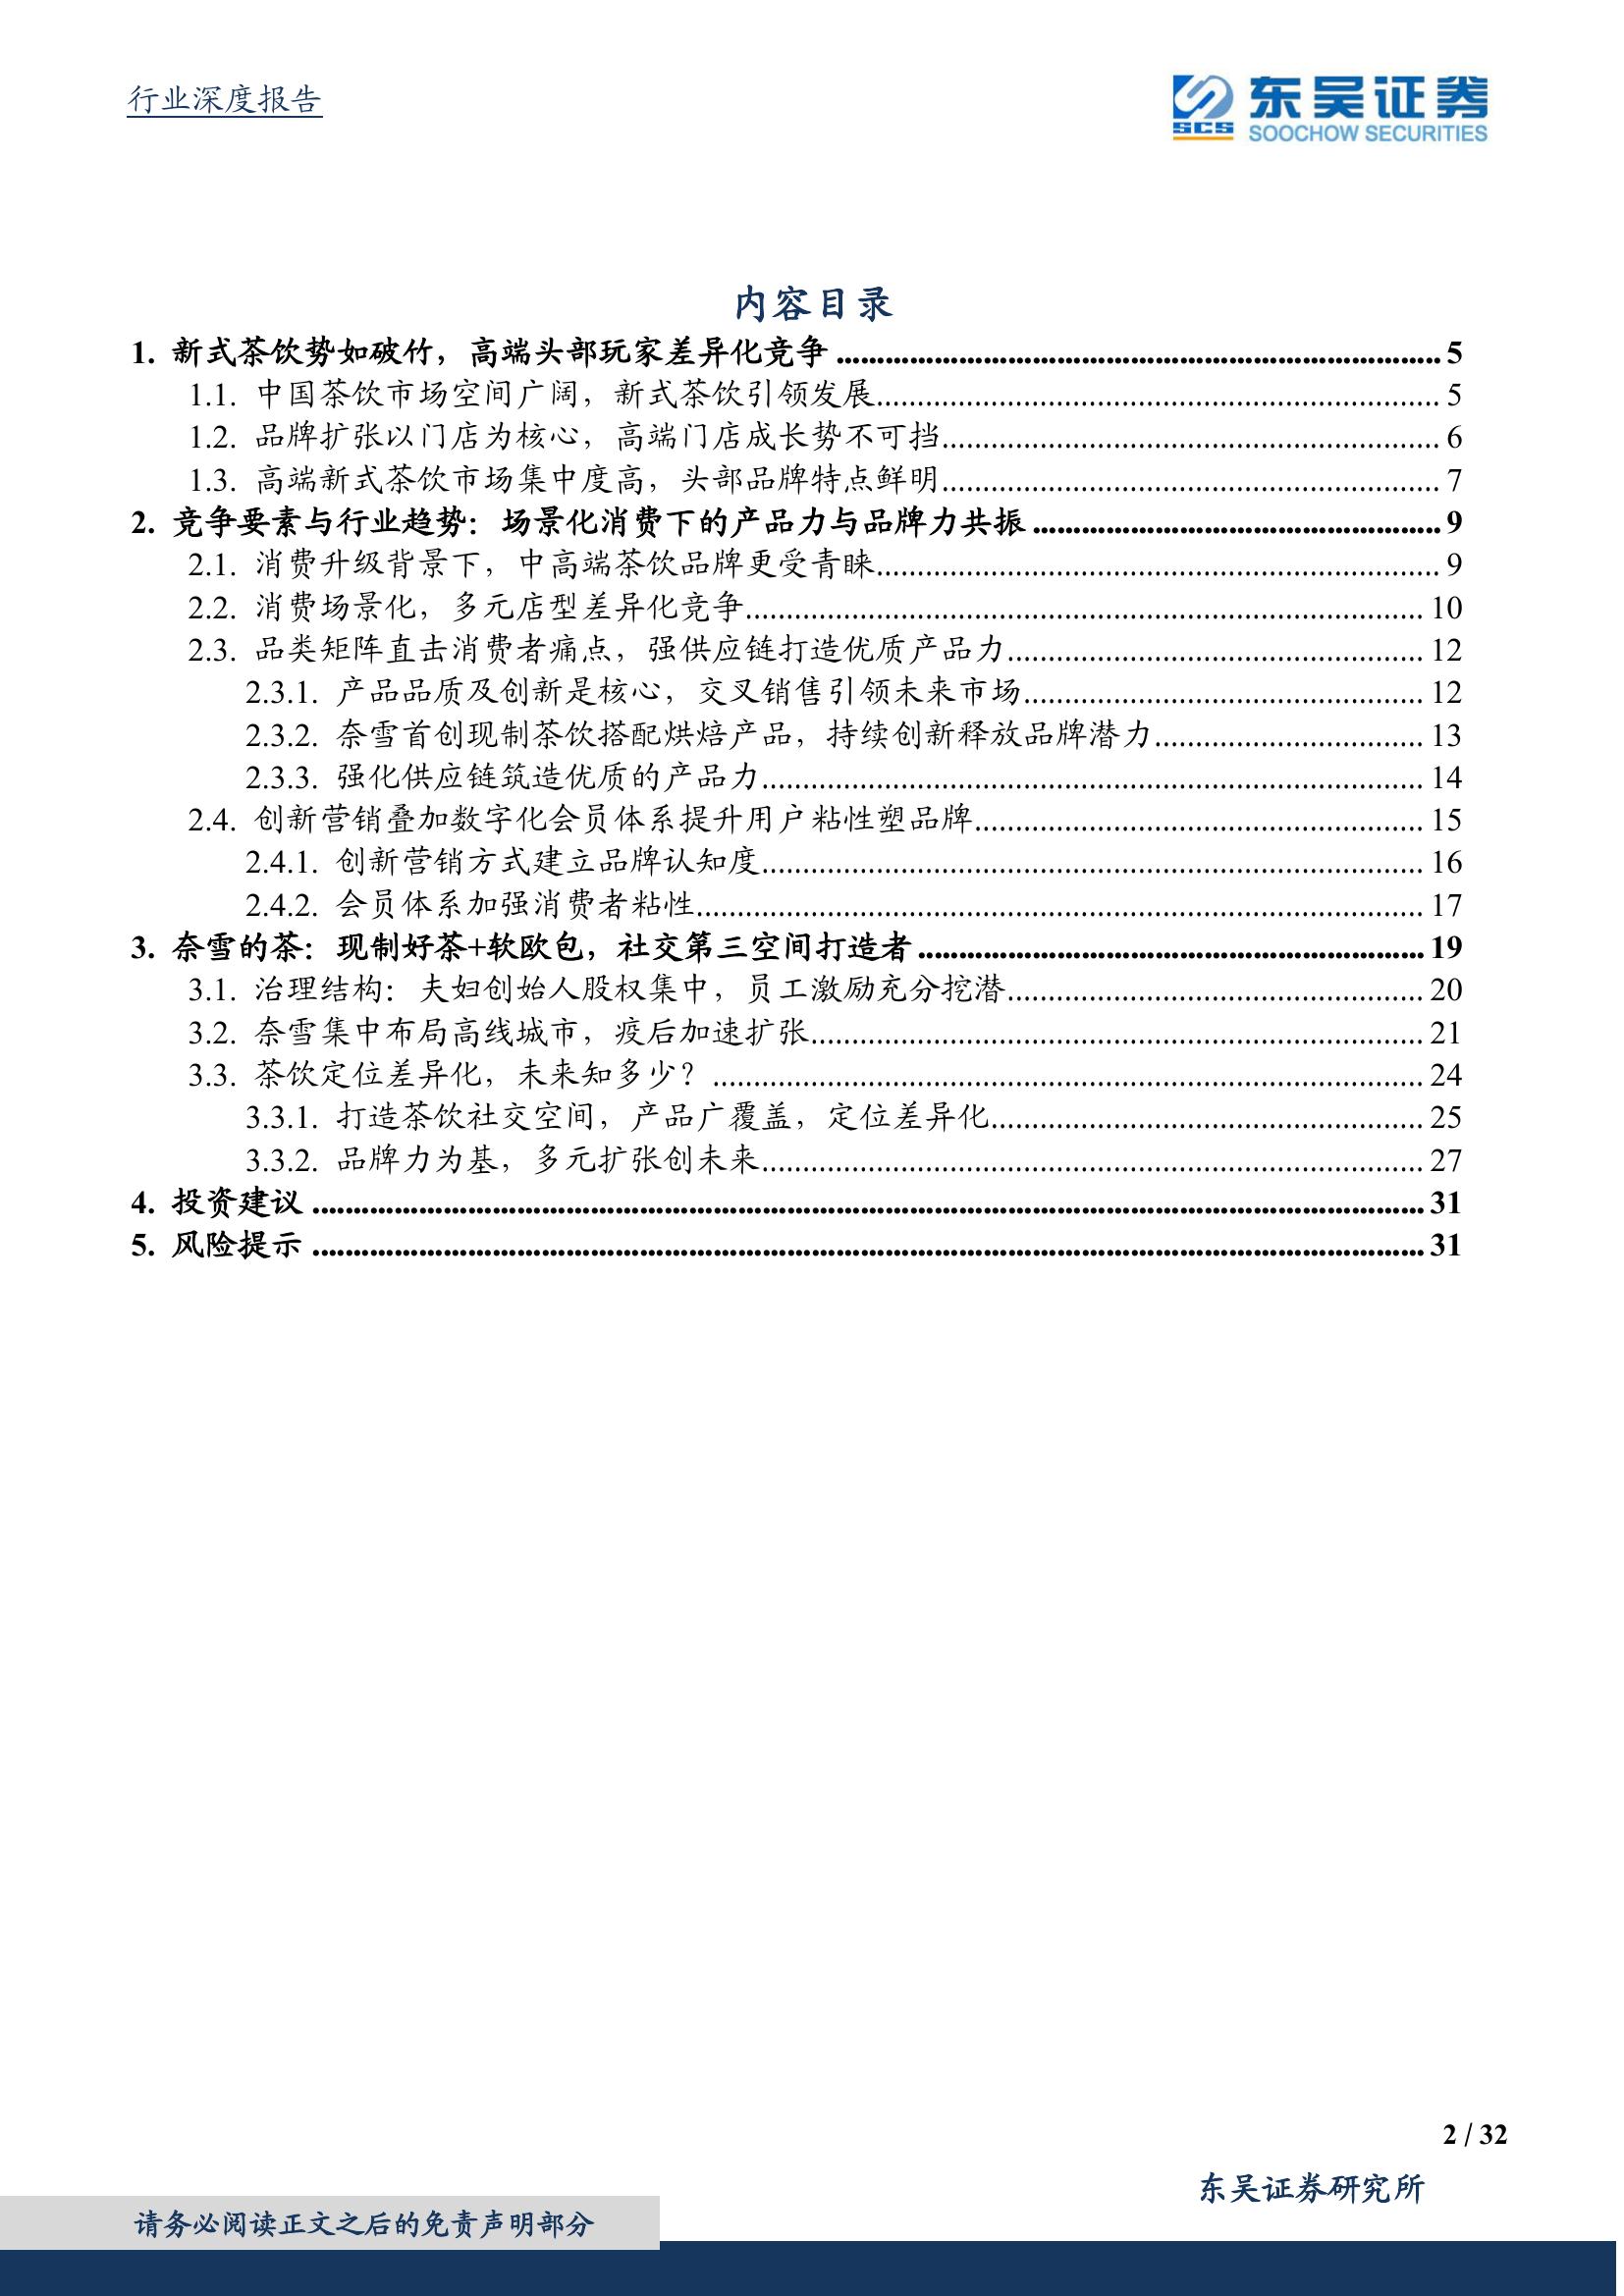 行业深度报告
SCS 东吴证券
SOOCHOW SECURITIES
内容目录
1. 新式茶饮势如破竹，高端头部玩家差异化竞争 5
1.1. 中国茶饮市场空间广阔，新式茶饮引领发展 5
1.2. 品牌扩张以门店为核心，高端门店成长势不可挡 6
1.3. 高端新式茶饮市场集中度高，头部品牌特点鲜明 7
2. 竞争要素与行业趋势：场景化消费下的产品力与品牌力共振 9
2.1. 消费升级背景下，中高端茶饮品牌更受青睐 9
2.2. 消费场景化，多元店型差异化竞争 10
2.3. 品类矩阵直击消费者痛点，强供应链打造优质产品力 12
2.3.1. 产品品质及创新是核心，交叉销售引领未来市场 12
2.3.2. 奈雪首创现制茶饮搭配烘焙产品，持续创新释放品牌潜力 13
2.3.3. 强化供应链筑造优质的产品力 14
2.4. 创新营销叠加数字化会员体系提升用户粘性塑品牌 15
2.4.1. 创新营销方式建立品牌认知度 16
2.4.2. 会员体系加强消费者粘性 17
3. 奈雪的茶：现制好茶+软欧包，社交第三空间打造者 19
3.1. 治理结构：夫妇创始人股权集中，员工激励充分挖潜 20
3.2. 奈雪集中布局高线城市，疫后加速扩张 21
3.3. 茶饮定位差异化，未来知多少？ 24
3.3.1. 打造茶饮社交空间，产品广覆盖，定位差异化 25
3.3.2. 品牌力为基，多元扩张创未来 27
4. 投资建议 31
5. 风险提示 31
2 / 32
东吴证券研究所
请务必阅读正文之后的免责声明部分